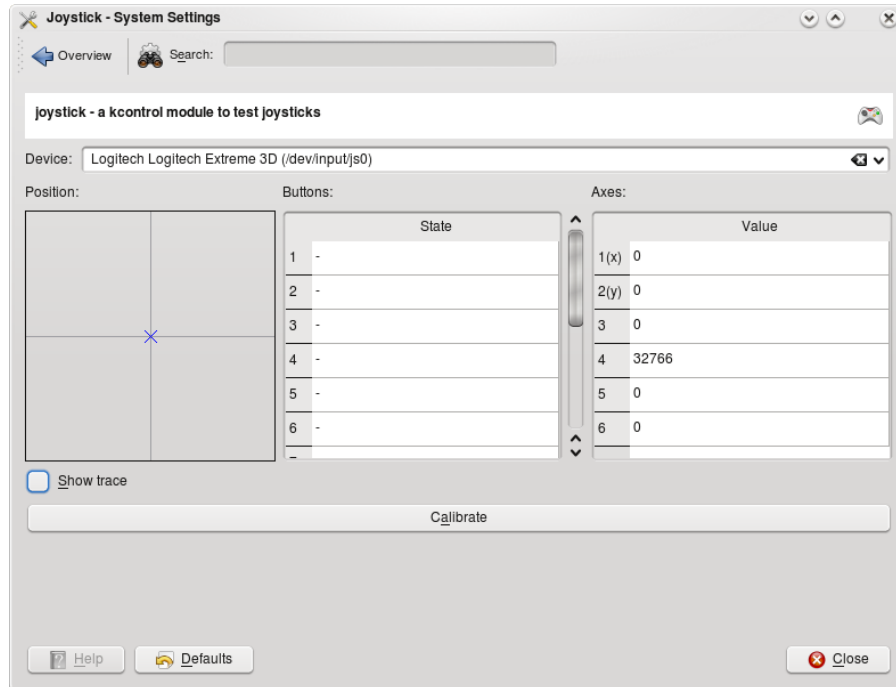 Joystick - System Settings
Overview Search:
joystick - a kcontrol module to test joysticks
Device: Logitech Logitech Extreme 3D (/dev/input/js0)
Position: Buttons: Axes:
State Value
1 - 1(x) 0
2 - 2(y) 0
3 - 3 0
4 - 4 32766
5 - 5 0
6 - 6 0
Show trace
Calibrate
Help Defaults Close